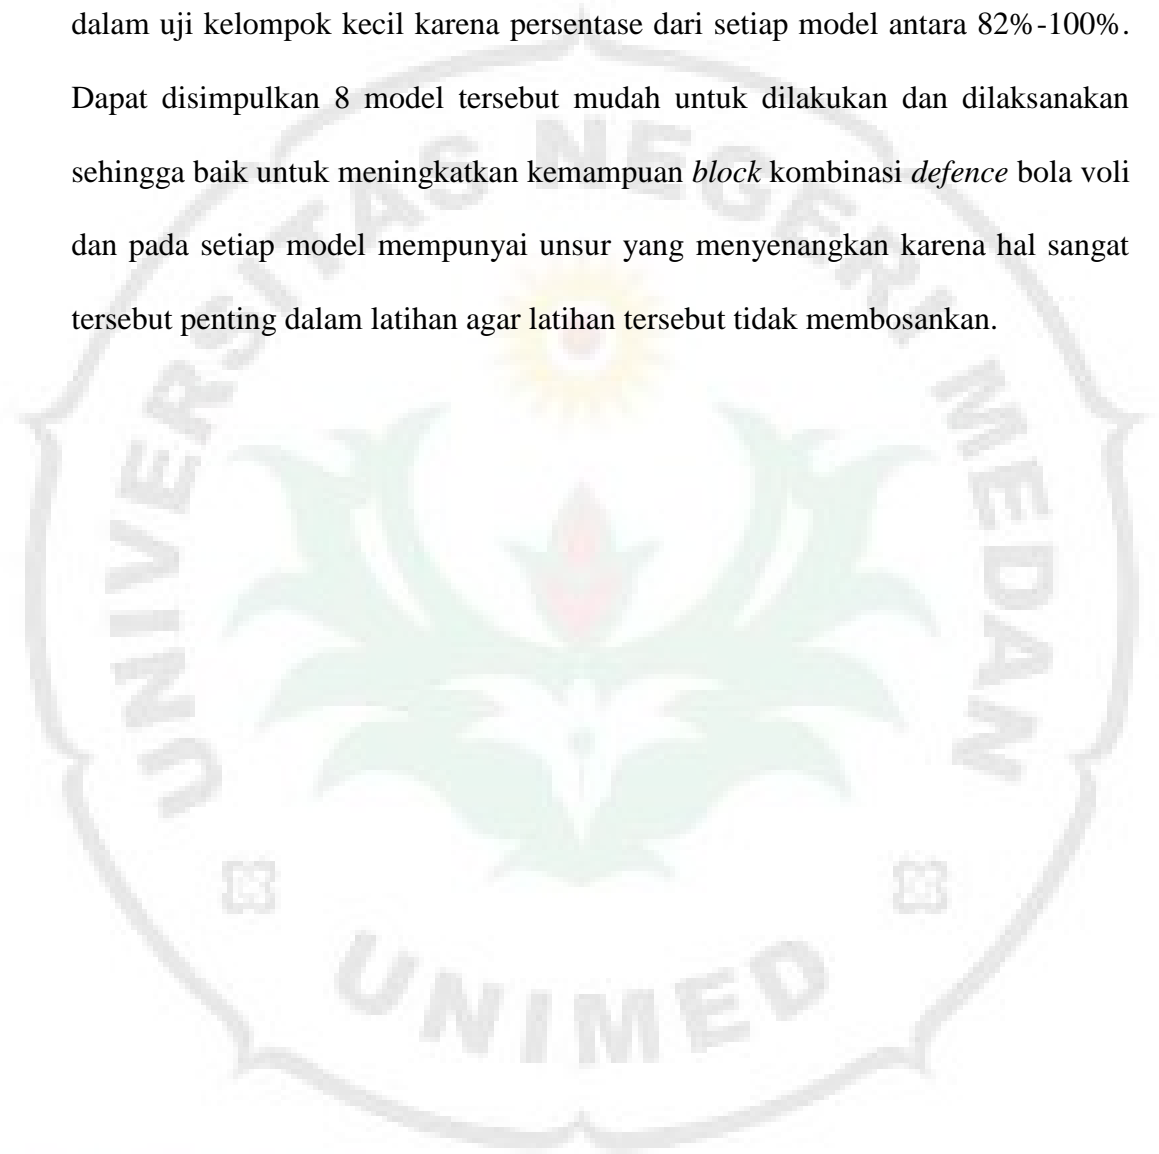 dalam uji kelompok kecil karena persentase dari setiap model antara 82%-100%.
Dapat disimpulkan 8 model tersebut mudah untuk dilakukan dan dilaksanakan
sehingga baik untuk meningkatkan kemampuan block kombinasi defence bola voli
dan pada setiap model mempunyai unsur yang menyenangkan karena hal sangat
tersebut penting dalam latihan agar latihan tersebut tidak membosankan.
UNIVERSITAS NEGERI MEDAN
UNIMED